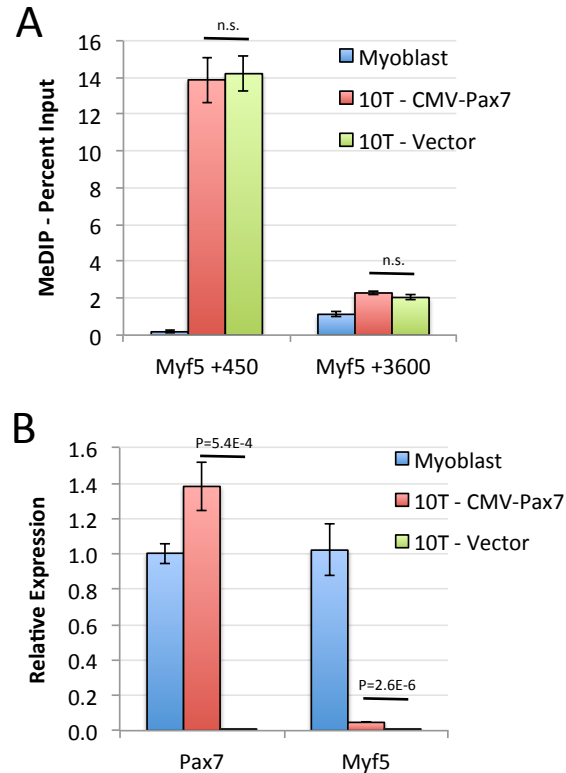 A
n.s.
16
14
12
10
8
6
4
2
0
MeDIP - Percent Input
Myoblast
10T - CMV-Pax7
10T - Vector
n.s.
Myf5 +450
Myf5 +3600
B
P=5.4E-4
1.6
1.4
1.2
1.0
0.8
0.6
0.4
0.2
0.0
Relative Expression
Myoblast
10T - CMV-Pax7
10T - Vector
P=2.6E-6
Pax7
Myf5